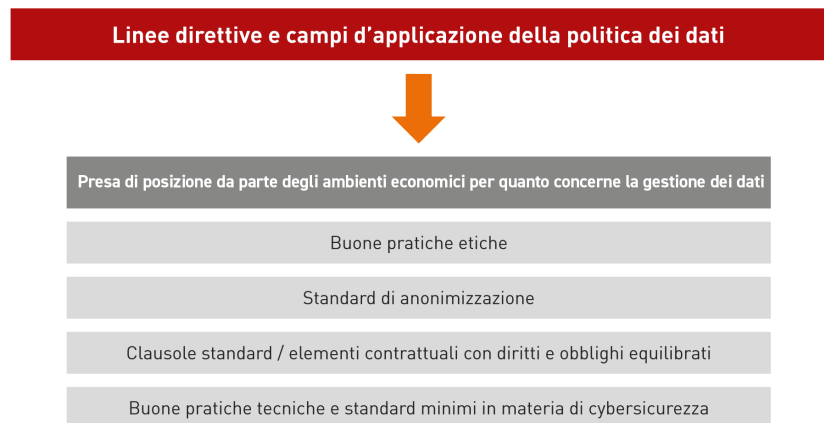 Linee direttive e campi d’applicazione della politica dei dati
Presa di posizione da parte degli ambienti economici per quanto concerne la gestione dei dati
Buone pratiche etiche
Standard di anonimizzazione
Clausole standard / elementi contrattuali con diritti e obblighi equilibrati
Buone pratiche tecniche e standard minimi in materia di cybersicurezza